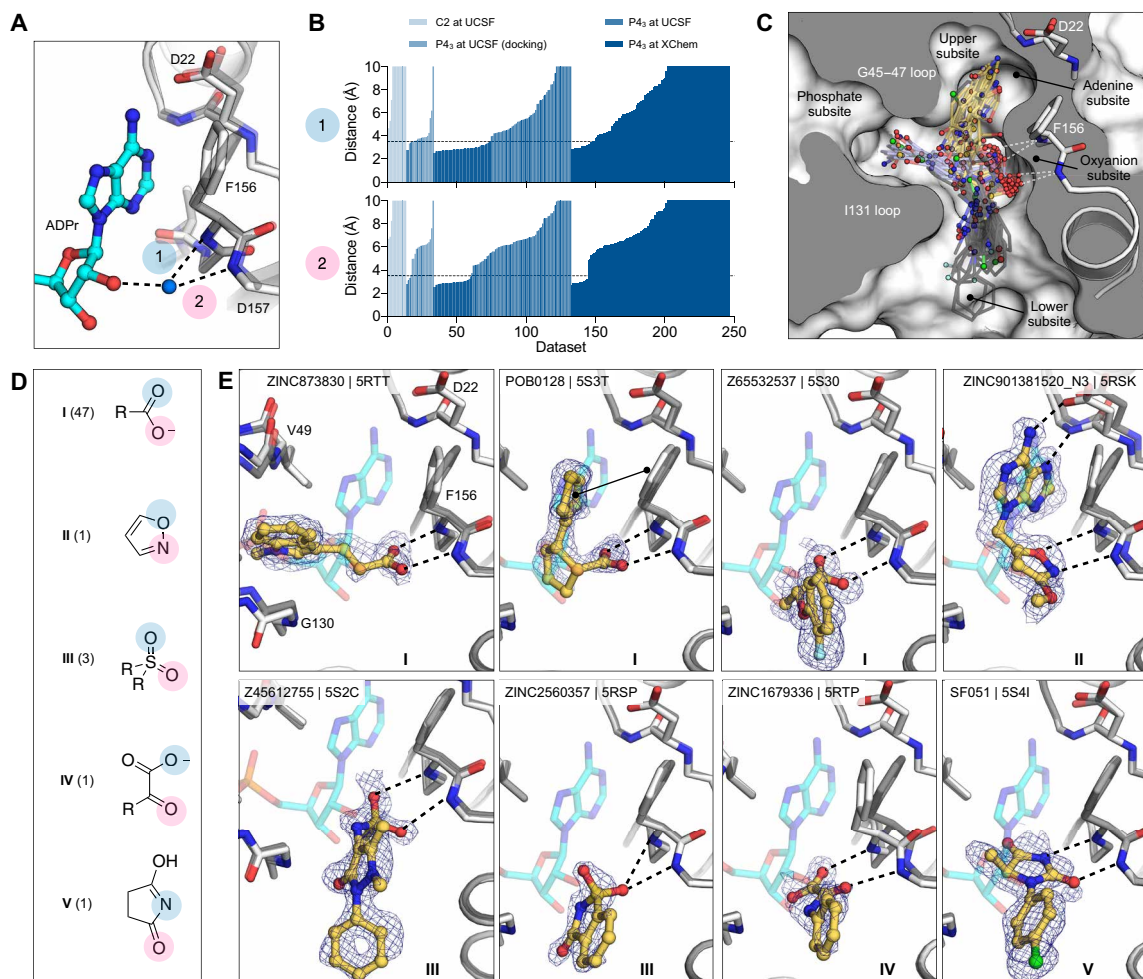 A
D22
F156
ADPr
1
2
D157
B
C2 at UCSF
P4₃ at UCSF
P4₃ at UCSF (docking)
P4₃ at XChem
10
8
6
4
2
0
Distance (Å)
1
10
8
6
4
2
0
Distance (Å)
2
0 50 100 150 200 250
Dataset
C
D22
Upper
subsite
G45–47 loop
Adenine
subsite
Phosphate
subsite
F156
Oxyanion
subsite
I131 loop
Lower
subsite
D
I (47)
R
O
O−
II (1)
O
N
III (3)
O
R S O
R
IV (1)
O
O−
R
O
V (1)
OH
N
O
E
ZINC873830 | 5RTT
D22
V49
F156
G130
I
POB0128 | 5S3T
I
Z65532537 | 5S30
I
ZINC901381520_N3 | 5RSK
II
Z45612755 | 5S2C
III
ZINC2560357 | 5RSP
III
ZINC1679336 | 5RTP
IV
SF051 | 5S4I
V